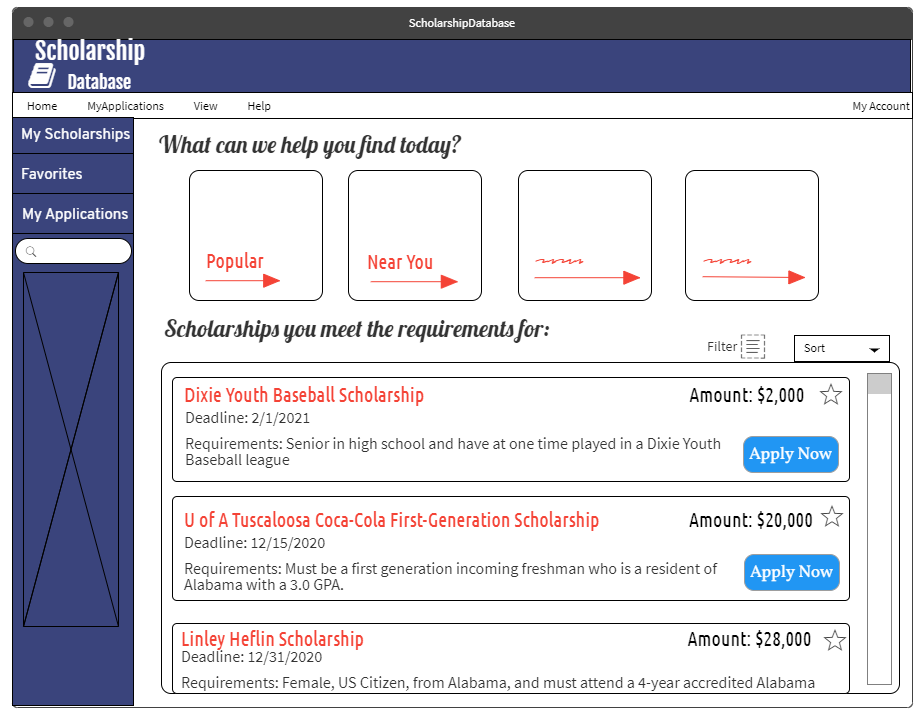 ScholarshipDatabase
Scholarship
Database
Home MyApplications View Help My Account
My Scholarships
Favorites
My Applications
What can we help you find today?
Popular
Near You
Scholarships you meet the requirements for:
Filter
Sort
Dixie Youth Baseball Scholarship Amount: $2,000
Deadline: 2/1/2021
Requirements: Senior in high school and have at one time played in a Dixie Youth
Baseball league
Apply Now
U of A Tuscaloosa Coca-Cola First-Generation Scholarship Amount: $20,000
Deadline: 12/15/2020
Requirements: Must be a first generation incoming freshman who is a resident of
Alabama with a 3.0 GPA.
Apply Now
Linley Heflin Scholarship Amount: $28,000
Deadline: 12/31/2020
Requirements: Female, US Citizen, from Alabama, and must attend a 4-year accredited Alabama